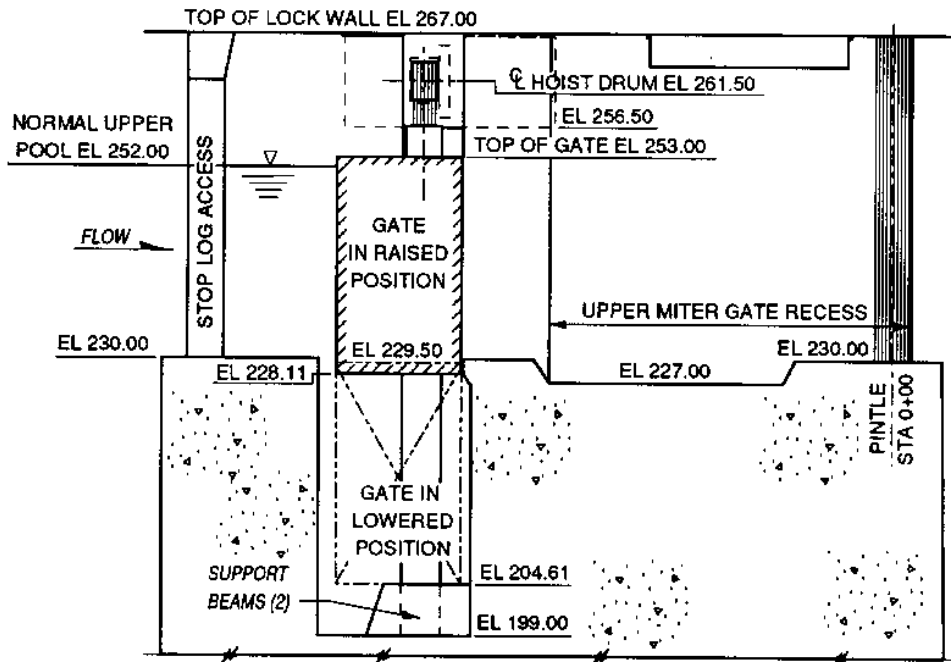 TOP OF LOCK WALL EL 267.00
℄ HOIST DRUM EL 261.50
EL 256.50
NORMAL UPPER
POOL EL 252.00
TOP OF GATE EL 253.00
STOP LOG ACCESS
FLOW
GATE
IN RAISED
POSITION
UPPER MITER GATE RECESS
EL 230.00
EL 229.50
EL 230.00
EL 228.11
EL 227.00
PINTLE
STA 0+00
GATE IN
LOWERED
POSITION
SUPPORT
BEAMS (2)
EL 204.61
EL 199.00